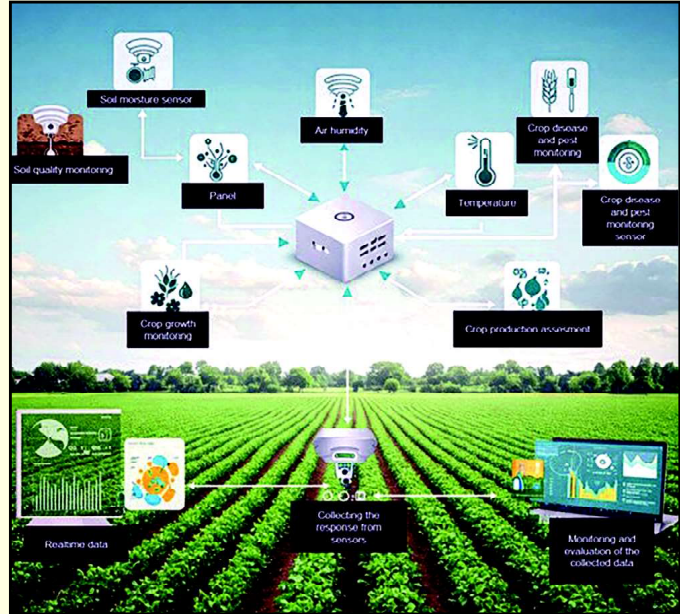 Soil moisture sensor
Air humidity
Crop disease
and pest
monitoring
Soil quality monitoring
Panel
Temperature
Crop disease
and pest
monitoring
sensor
Crop growth
monitoring
Crop production assesment
Collecting the
response from
sensors
Realtime data
Monitoring and
evaluation of the
collected data